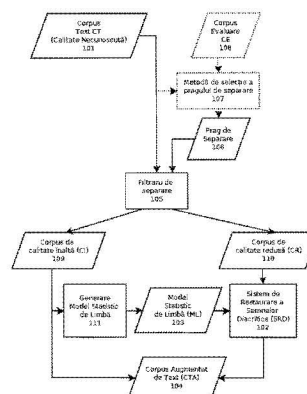 Corpus
Text CT
(Calitate Necunoscută)
101
Corpus
Evaluare
CE
108
Metodă de selecție a
pragului de separare
107
Prag de
Separare
106
Filtrare de
separare
105
Corpus de
calitate înaltă (CI)
109
Corpus de
calitate redusă (CR)
110
Generare
Model Statistic
de Limbă
111
Model
Statistic
de Limbă (ML)
103
Sistem de
Restaurare a
Semnelor
Diacritice (SRD)
102
Corpus Augmentat
de Text (CTA)
104